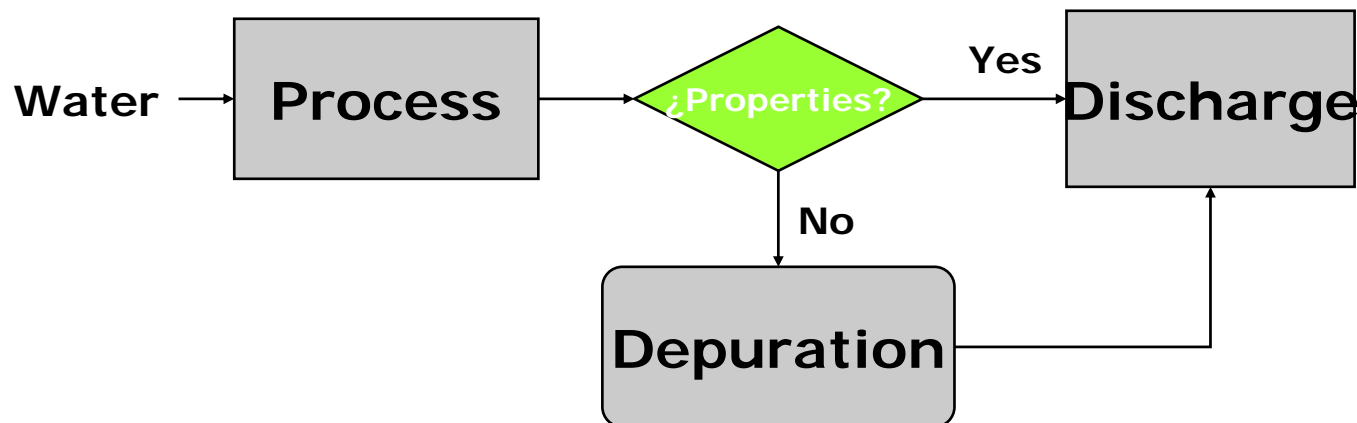 Water
Process
¿Properties?
Yes
Discharge
No
Depuration